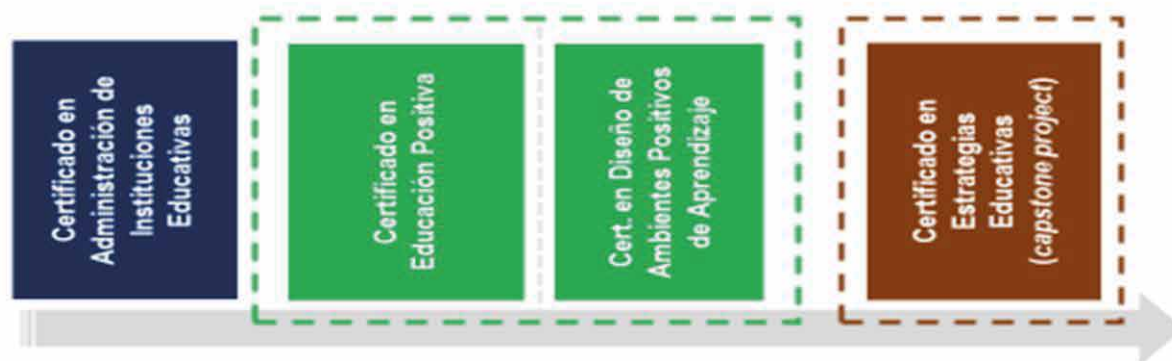 Certificado en
Administración de
Instituciones
Educativas
Certificado en
Educación Positiva
Cert. en Diseño de
Ambientes Positivos
de Aprendizaje
Certificado en
Estrategias
Educativas
(capstone project)